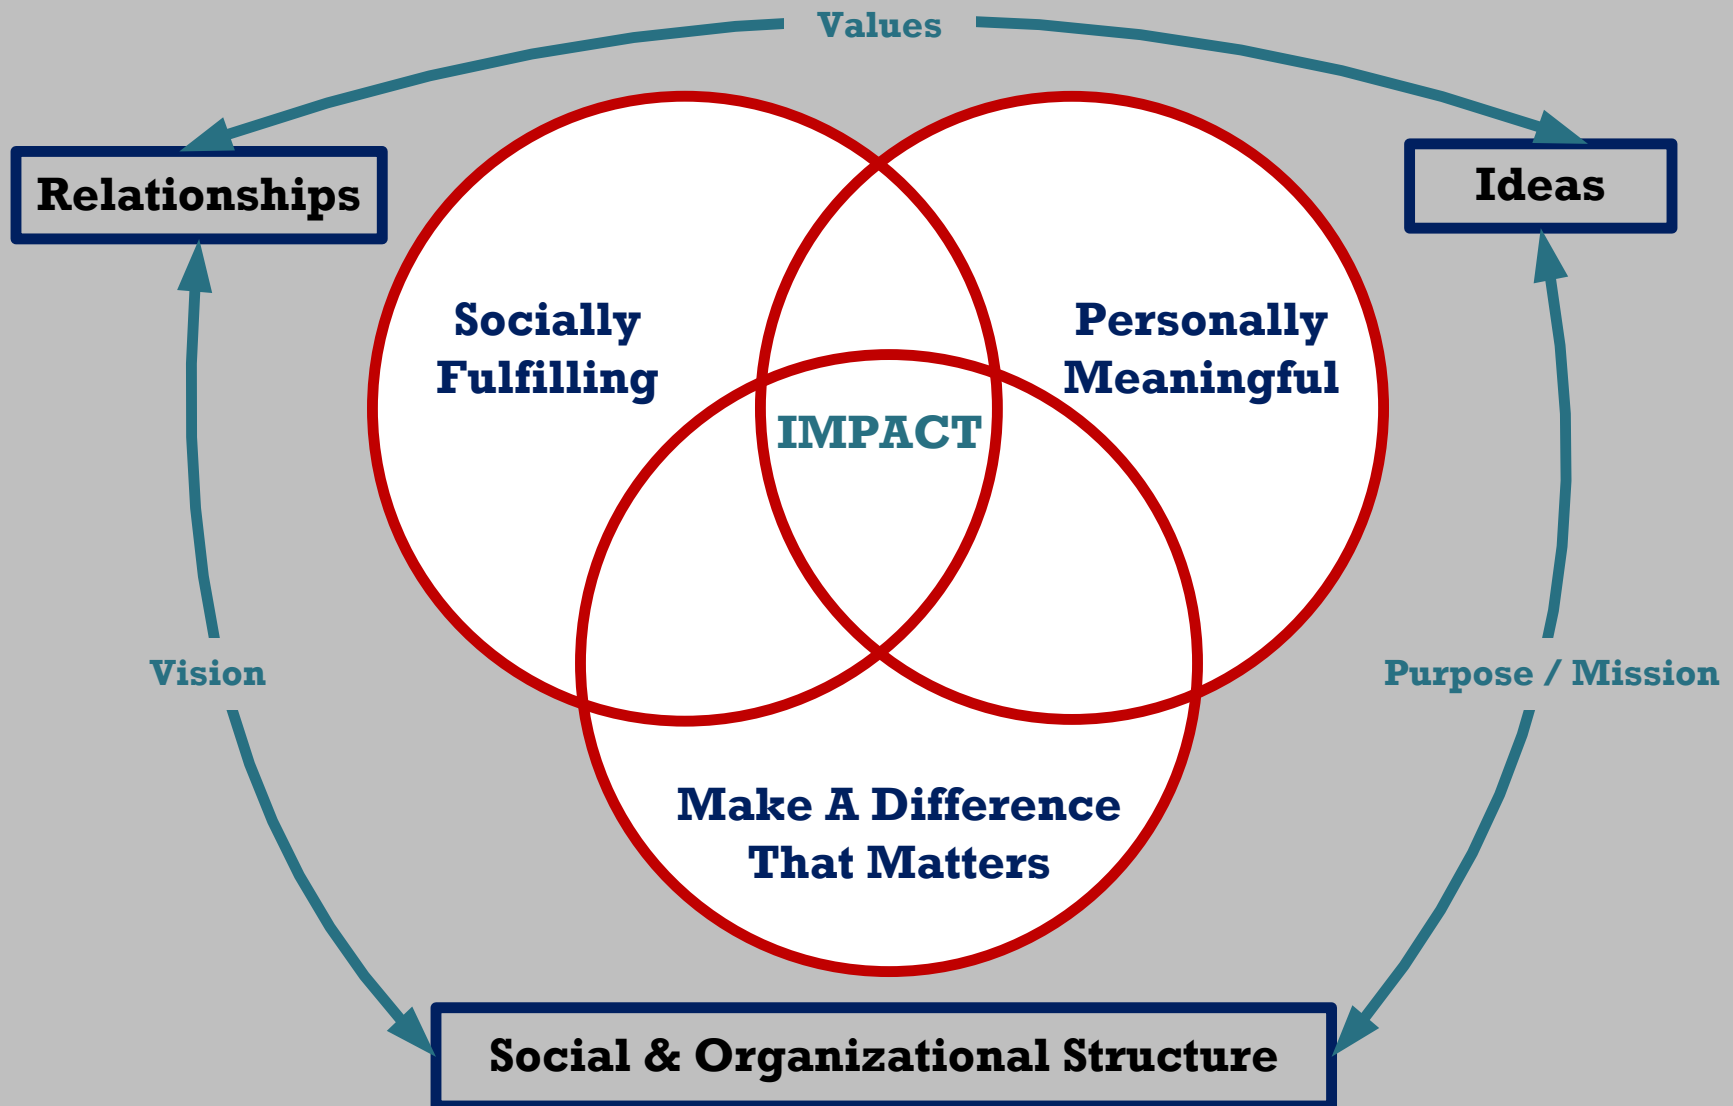 Values
Relationships
Ideas
Socially
Fulfilling
Personally
Meaningful
IMPACT
Vision
Purpose / Mission
Make A Difference
That Matters
Social & Organizational Structure